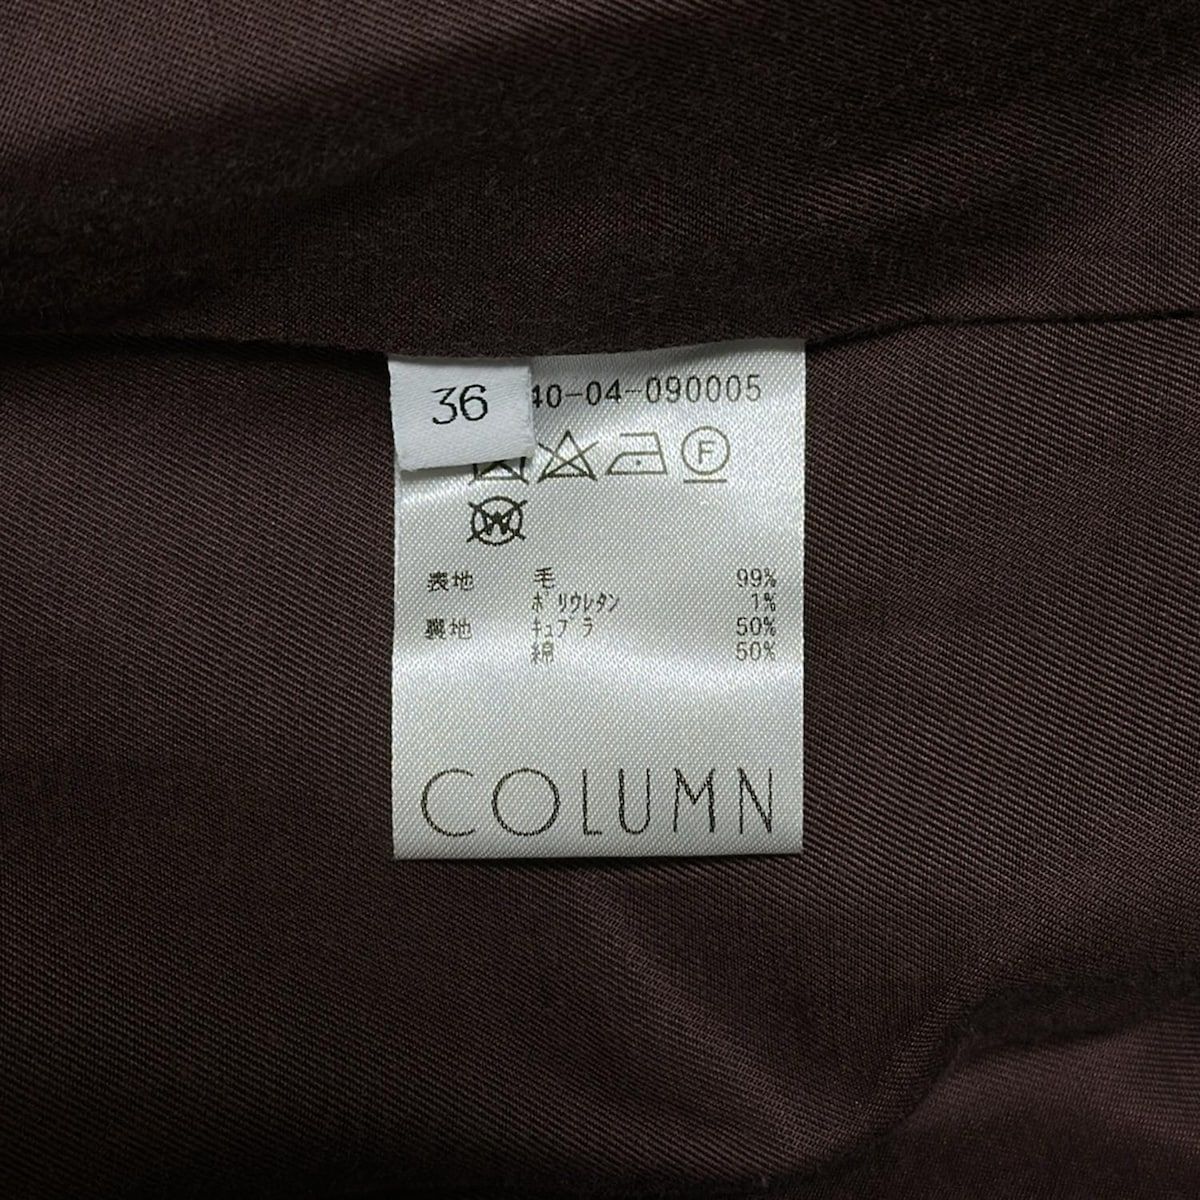 36
40-04-090005
F
W
表地 毛 99%
ポリウレタン 1%
裏地 キュプラ 50%
綿 50%
COLUMN